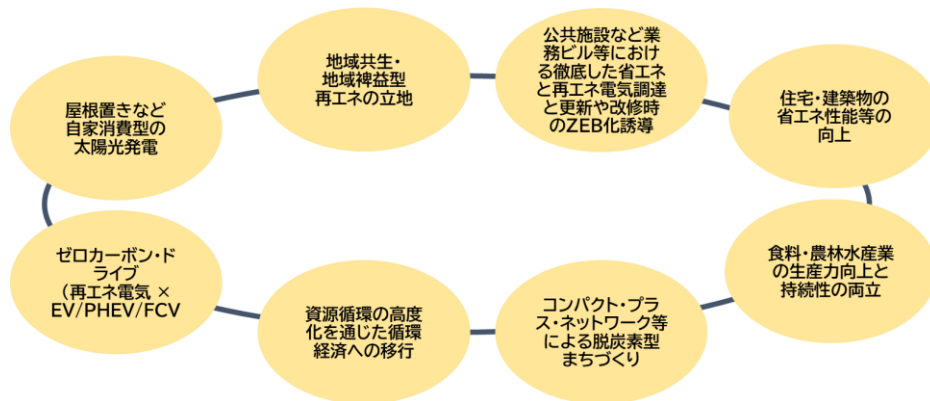 屋根置きなど
自家消費型の
太陽光発電
地域共生・
地域裨益型
再エネの立地
公共施設など業
務ビル等におけ
る徹底した省エネ
と再エネ電気調達
と更新や改修時
のZEB化誘導
住宅・建築物の
省エネ性能等の
向上
食料・農林水産業
の生産力向上と
持続性の両立
コンパクト・プラ
ス・ネットワーク等
による脱炭素型
まちづくり
資源循環の高度
化を通じた循環
経済への移行
ゼロカーボン・ド
ライブ
（再エネ電気 ×
EV/PHEV/FCV